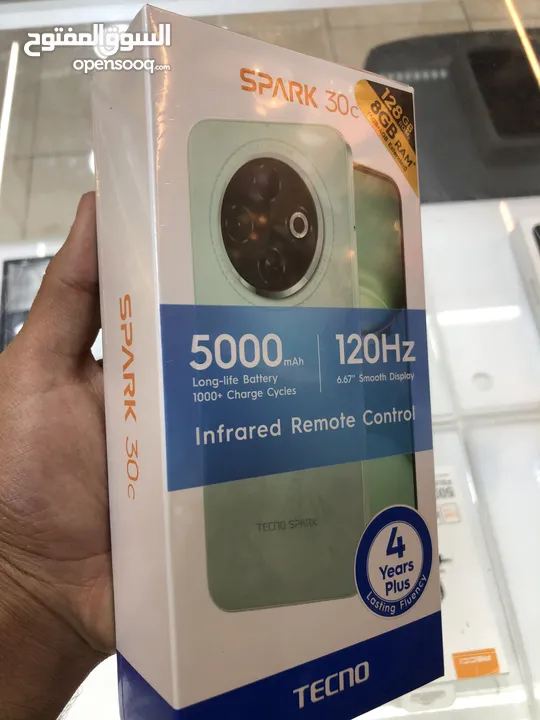 السوق المفتوح
opensooq.com
SPARK 30c
128GB
8GB RAM*
5000mAh
Long-life Battery
1000+ Charge Cycles
120Hz
6.67" Smooth Display
Infrared Remote Control
SPARK 30c
TECNO SPARK
4
Years
Plus
Lasting Fluency
TECNO